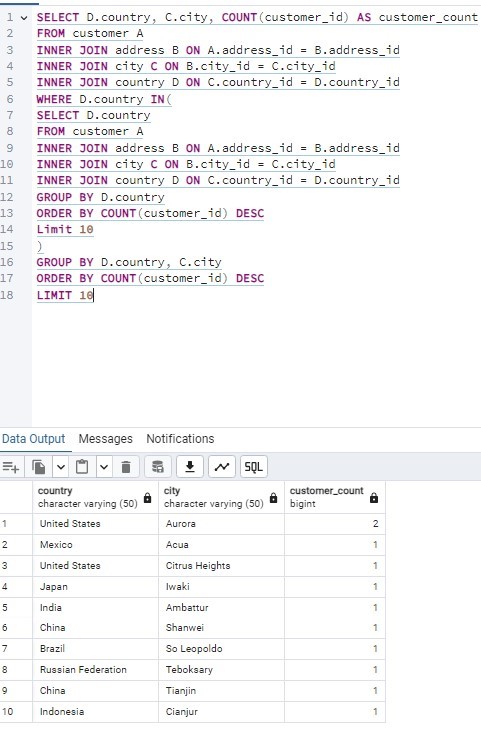 1 SELECT D.country, C.city, COUNT(customer_id) AS customer_count
2 FROM customer A
3 INNER JOIN address B ON A.address_id = B.address_id
4 INNER JOIN city C ON B.city_id = C.city_id
5 INNER JOIN country D ON C.country_id = D.country_id
6 WHERE D.country IN(
7 SELECT D.country
8 FROM customer A
9 INNER JOIN address B ON A.address_id = B.address_id
10 INNER JOIN city C ON B.city_id = C.city_id
11 INNER JOIN country D ON C.country_id = D.country_id
12 GROUP BY D.country
13 ORDER BY COUNT(customer_id) DESC
14 Limit 10
15 )
16 GROUP BY D.country, C.city
17 ORDER BY COUNT(customer_id) DESC
18 LIMIT 10
Data Output Messages Notifications
SQL
country city customer_count
character varying (50) character varying (50) bigint
1 United States Aurora 2
2 Mexico Acua 1
3 United States Citrus Heights 1
4 Japan Iwaki 1
5 India Ambattur 1
6 China Shanwei 1
7 Brazil So Leopoldo 1
8 Russian Federation Teboksary 1
9 China Tianjin 1
10 Indonesia Cianjur 1